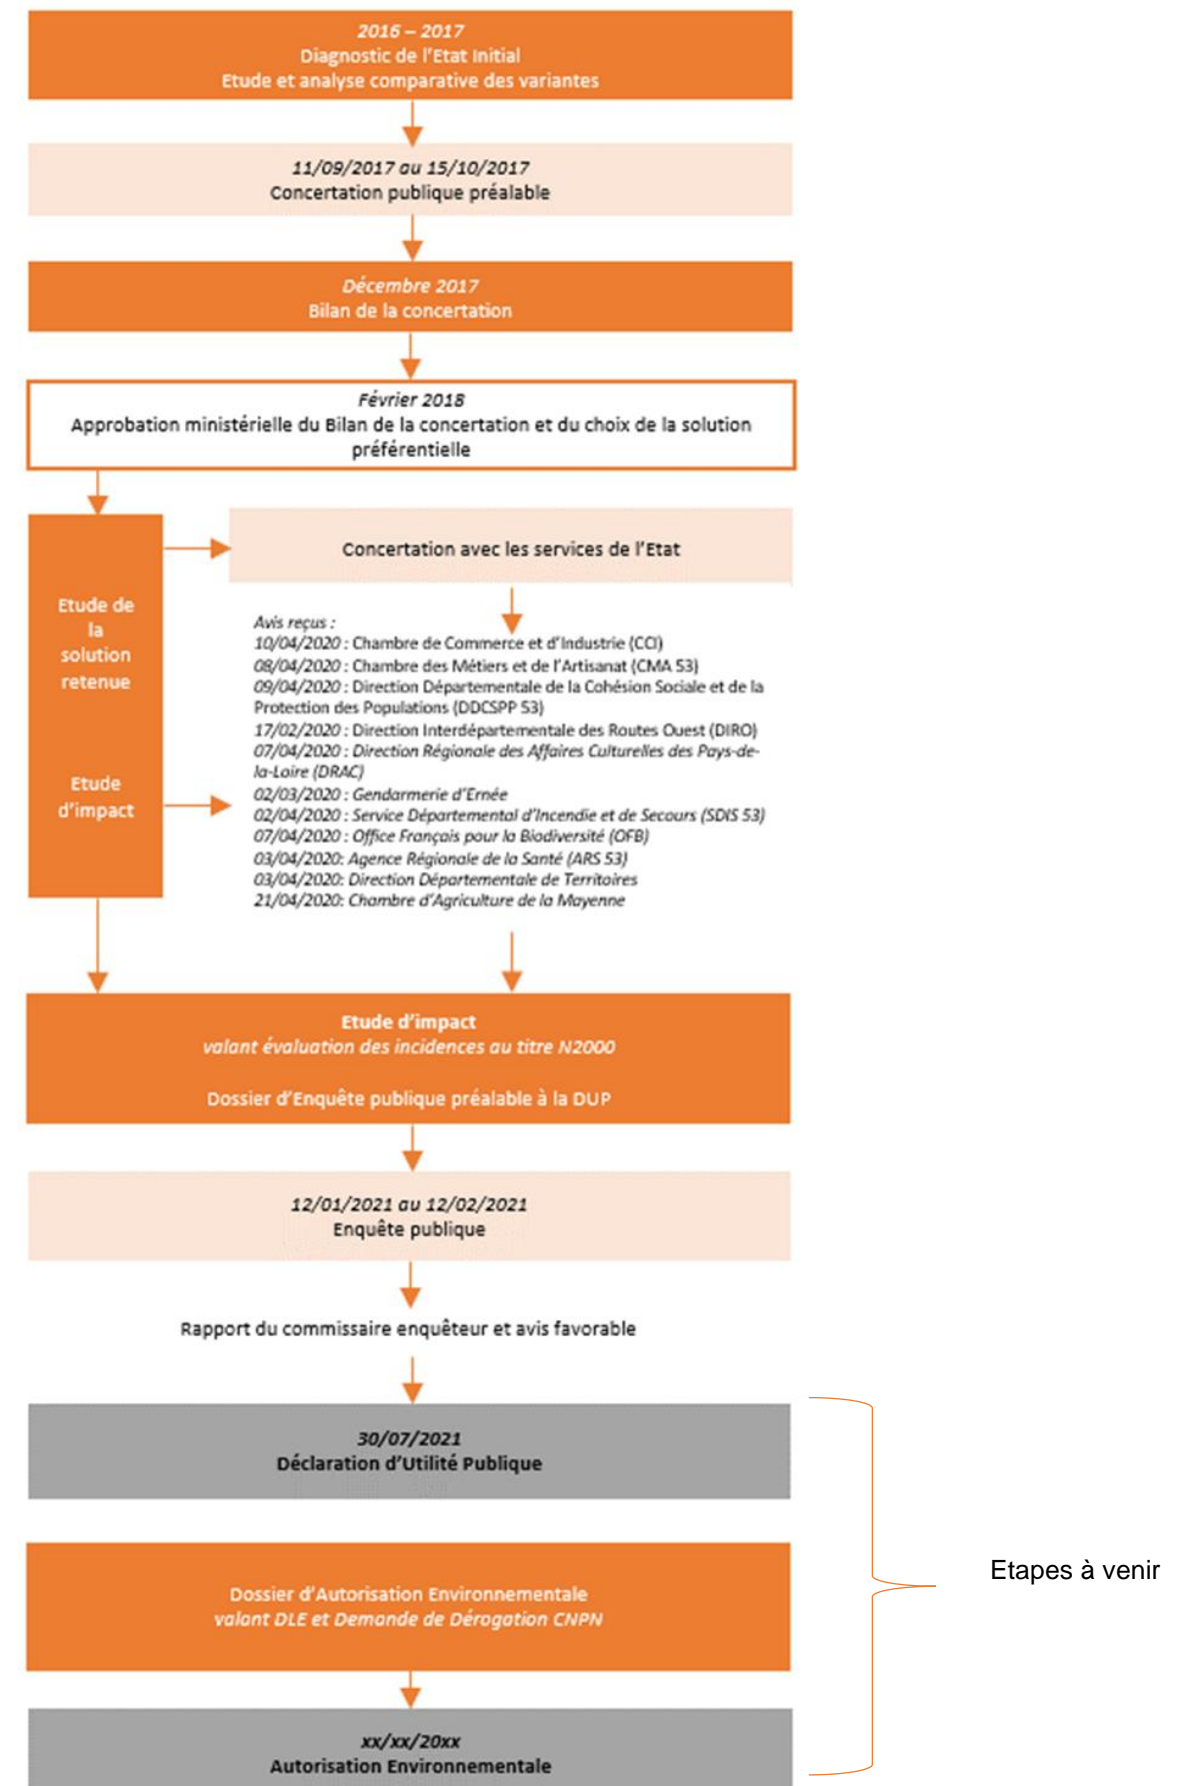 2016 – 2017
Diagnostic de l'Etat Initial
Etude et analyse comparative des variantes
11/09/2017 au 15/10/2017
Concertation publique préalable
Décembre 2017
Bilan de la concertation
Février 2018
Approbation ministérielle du Bilan de la concertation et du choix de la solution
préférentielle
Etude de
la
solution
retenue
Etude
d'impact
Concertation avec les services de l'Etat
Avis reçus :
10/04/2020 : Chambre de Commerce et d'Industrie (CCI)
08/04/2020 : Chambre des Métiers et de l'Artisanat (CMA 53)
09/04/2020 : Direction Départementale de la Cohésion Sociale et de la
Protection des Populations (DDCSPP 53)
17/02/2020 : Direction Interdépartementale des Routes Ouest (DIRO)
07/04/2020 : Direction Régionale des Affaires Culturelles des Pays-de-
la-Loire (DRAC)
02/03/2020 : Gendarmerie d'Ernée
02/04/2020 : Service Départemental d'Incendie et de Secours (SDIS 53)
07/04/2020 : Office Français pour la Biodiversité (OFB)
03/04/2020: Agence Régionale de la Santé (ARS 53)
03/04/2020: Direction Départementale de Territoires
21/04/2020: Chambre d'Agriculture de la Mayenne
Etude d'impact
valant évaluation des incidences au titre N2000
Dossier d'Enquête publique préalable à la DUP
12/01/2021 au 12/02/2021
Enquête publique
Rapport du commissaire enquêteur et avis favorable
30/07/2021
Déclaration d'Utilité Publique
Etapes à venir
Dossier d'Autorisation Environnementale
valant DLE et Demande de Dérogation CNPN
xx/xx/20xx
Autorisation Environnementale